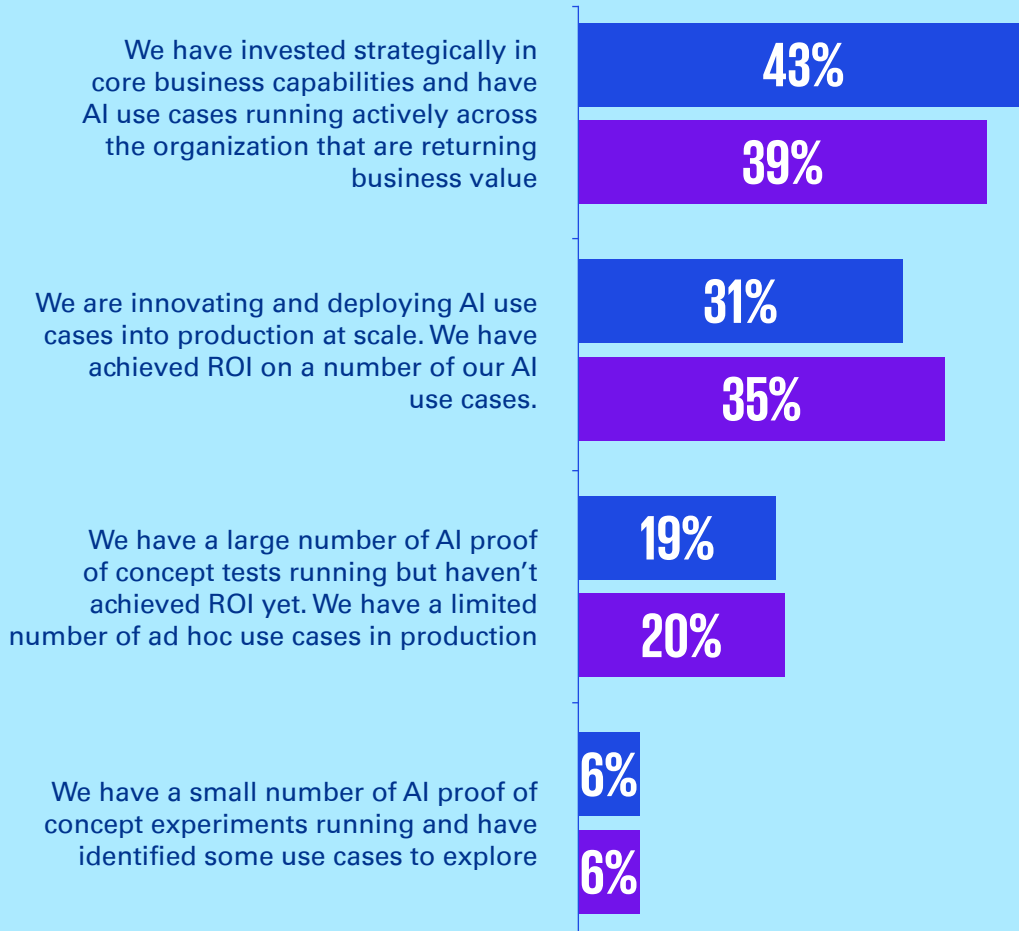 We have invested strategically in
core business capabilities and have
AI use cases running actively across
the organization that are returning
business value
43%
39%
We are innovating and deploying AI use
cases into production at scale. We have
achieved ROI on a number of our AI
use cases.
31%
35%
We have a large number of AI proof
of concept tests running but haven’t
achieved ROI yet. We have a limited
number of ad hoc use cases in production
19%
20%
We have a small number of AI proof of
concept experiments running and have
identified some use cases to explore
6%
6%